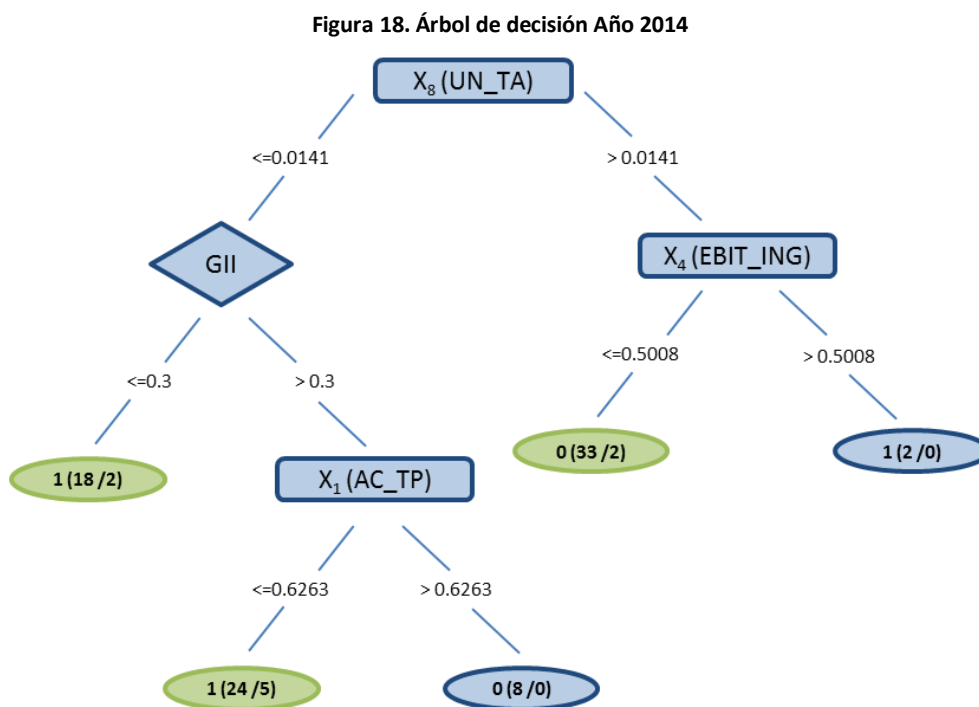 Figura 18. Árbol de decisión Año 2014
X₈ (UN_TA)
<=0.0141
> 0.0141
GII
X₄ (EBIT_ING)
<=0.5008
> 0.5008
<=0.3
> 0.3
0 (33 /2)
1 (2 /0)
1 (18 /2)
X₁ (AC_TP)
<=0.6263
> 0.6263
1 (24 /5)
0 (8 /0)